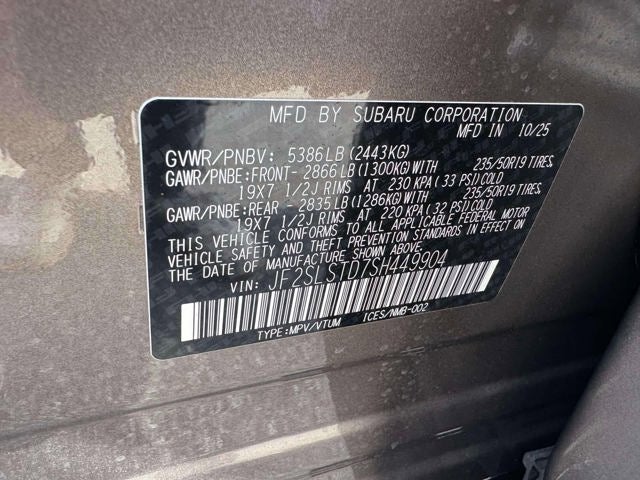 MFD BY SUBARU CORPORATION
MFD IN 10/25
GVWR/PNBV: 5386LB(2443KG)
GAWR/PNBE:FRONT- 2866LB(1300KG)WITH 235/50R19 TIRES,
19X7 1/2J RIMS AT 230 KPA(33 PSI)COLD
GAWR/PNBE:REAR - 2835LB(1286KG)WITH 235/50R19 TIRES,
19X7 1/2J RIMS AT 220 KPA(32 PSI)COLD
THIS VEHICLE CONFORMS TO ALL APPLICABLE FEDERAL MOTOR
VEHICLE SAFETY AND THEFT PREVENTION STANDARDS IN EFFECT
ON THE DATE OF MANUFACTURE SHOWN ABOVE.
VIN: JF2SLSTD7SH449904
TYPE:MPV/VTUM ICES/NMB-002